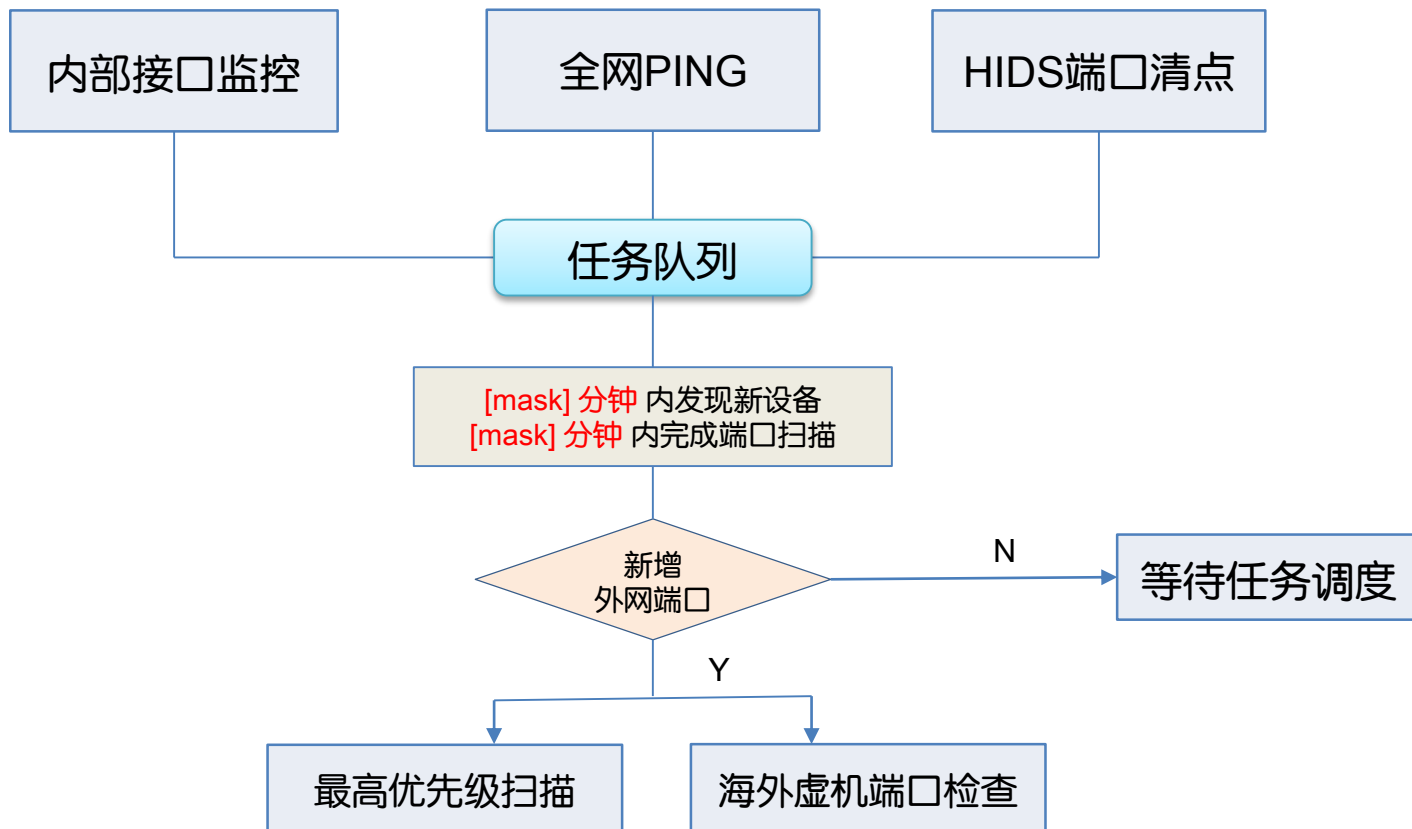 内部接口监控
全网PING
HIDS端口清点
任务队列
[mask] 分钟 内发现新设备
[mask] 分钟 内完成端口扫描
新增
外网端口
N
等待任务调度
Y
最高优先级扫描
海外虚机端口检查